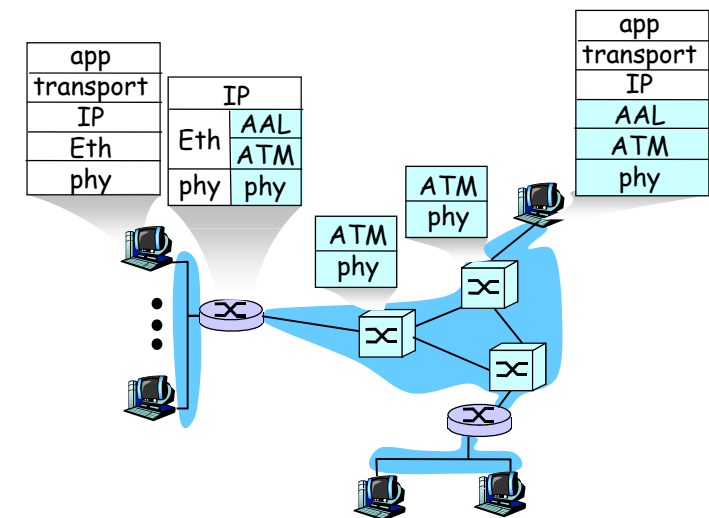 app
transport
IP
Eth
phy
IP
Eth
AAL
ATM
phy
phy
ATM
phy
ATM
phy
app
transport
IP
AAL
ATM
phy